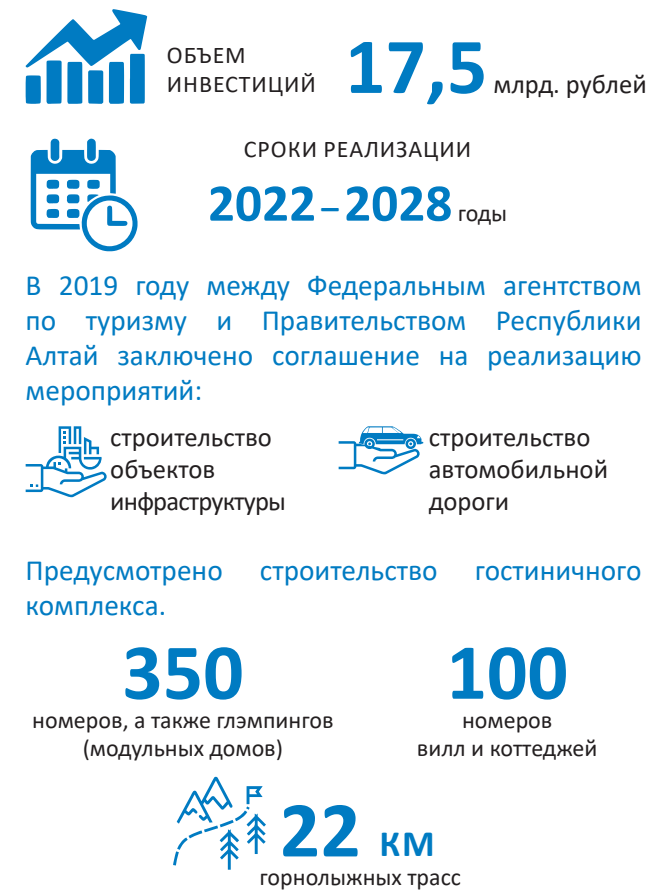 ОБЪЕМ
ИНВЕСТИЦИЙ
17,5 млрд. рублей
СРОКИ РЕАЛИЗАЦИИ
2022–2028 годы
В 2019 году между Федеральным агентством
по туризму и Правительством Республики
Алтай заключено соглашение на реализацию
мероприятий:
строительство
объектов
инфраструктуры
строительство
автомобильной
дороги
Предусмотрено строительство гостиничного
комплекса.
350
номеров, а также глэмпингов
(модульных домов)
100
номеров
вилл и коттеджей
22 км
горнолыжных трасс